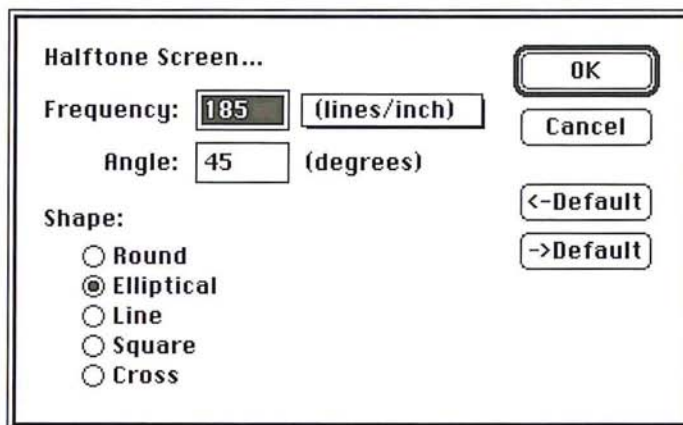 Halftone Screen...
Frequency: 185 (lines/inch)
Angle: 45 (degrees)
Shape:
Round
Elliptical
Line
Square
Cross
OK
Cancel
<-Default
->Default